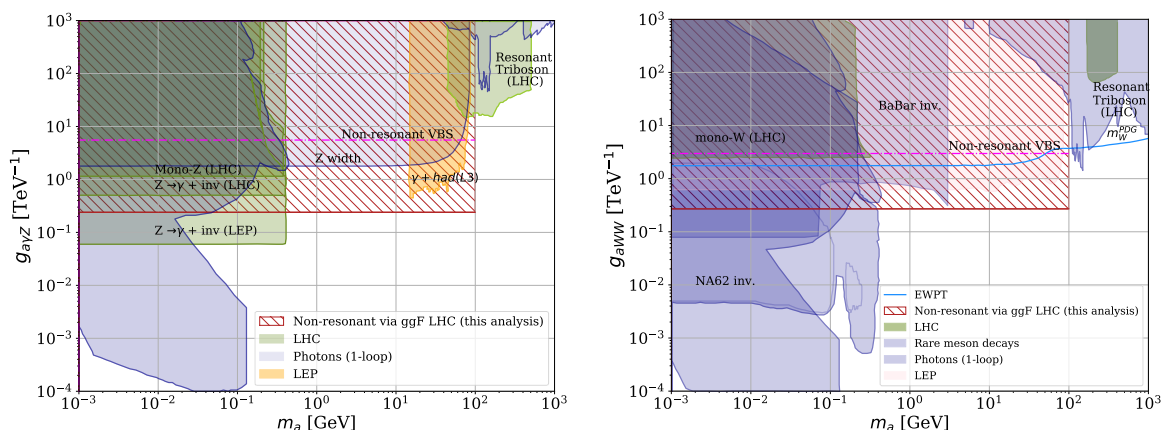 10³
10²
10¹
10⁰
10⁻¹
10⁻²
10⁻³
10⁻⁴
g_{aγZ} [TeV⁻¹]
Resonant
Triboson
(LHC)
Non-resonant VBS
Z width
Mono-Z (LHC)
γ + had(L3)
Z →γ + inv (LHC)
Z →γ + inv (LEP)
Non-resonant via ggF LHC (this analysis)
LHC
Photons (1-loop)
LEP
10⁻³ 10⁻² 10⁻¹ 10⁰ 10¹ 10² 10³
m_a [GeV]
10³
10²
10¹
10⁰
10⁻¹
10⁻²
10⁻³
10⁻⁴
g_{aWW} [TeV⁻¹]
BaBar inv.
Resonant
Triboson
(LHC)
m_W^{PDG}
mono-W (LHC)
Non-resonant VBS
NA62 inv.
EWPT
Non-resonant via ggF LHC (this analysis)
LHC
Rare meson decays
Photons (1-loop)
LEP
10⁻³ 10⁻² 10⁻¹ 10⁰ 10¹ 10² 10³
m_a [GeV]